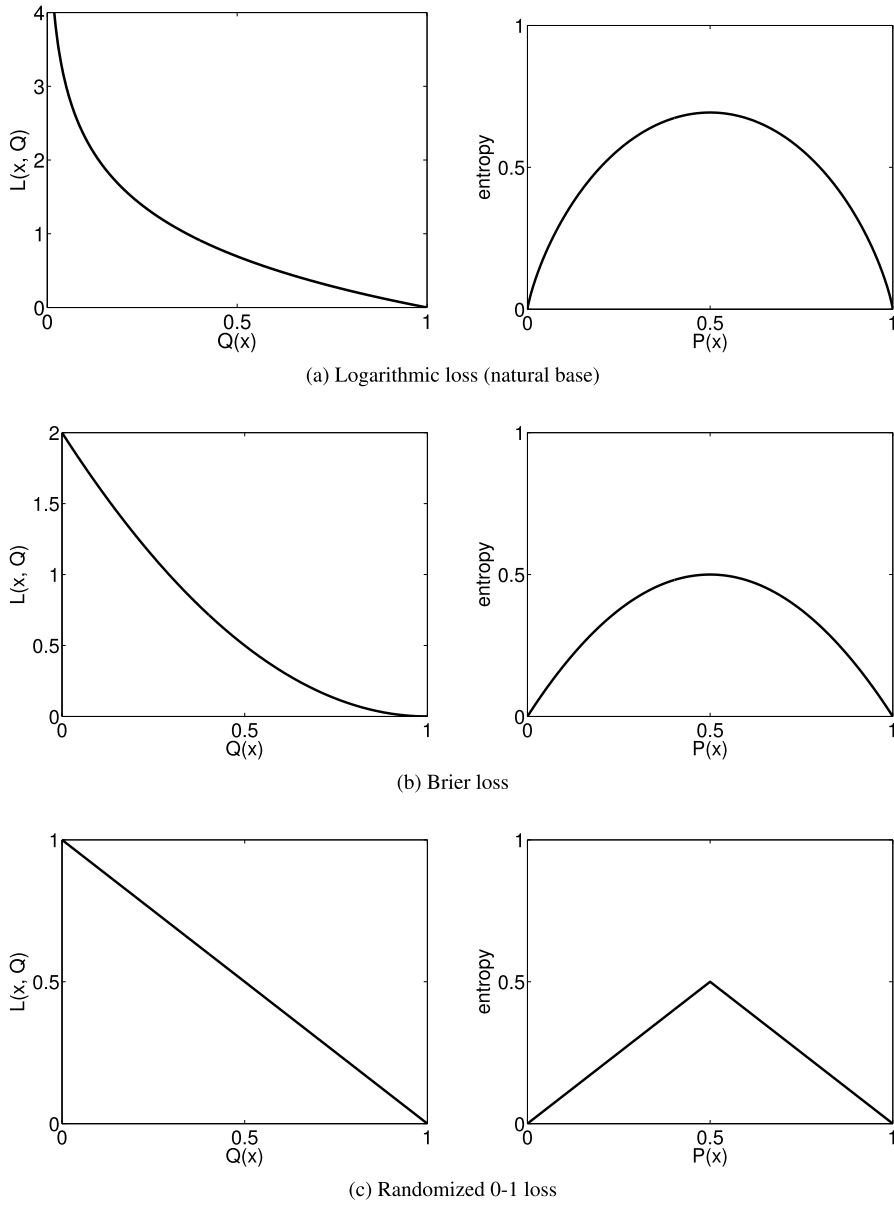 4
3
2
1
0
L(x, Q)
0 0.5 1
Q(x)
1
0.5
0
entropy
0 0.5 1
P(x)
(a) Logarithmic loss (natural base)
2
1.5
1
0.5
0
L(x, Q)
0 0.5 1
Q(x)
1
0.5
0
entropy
0 0.5 1
P(x)
(b) Brier loss
1
0.5
0
L(x, Q)
0 0.5 1
Q(x)
1
0.5
0
entropy
0 0.5 1
P(x)
(c) Randomized 0-1 loss